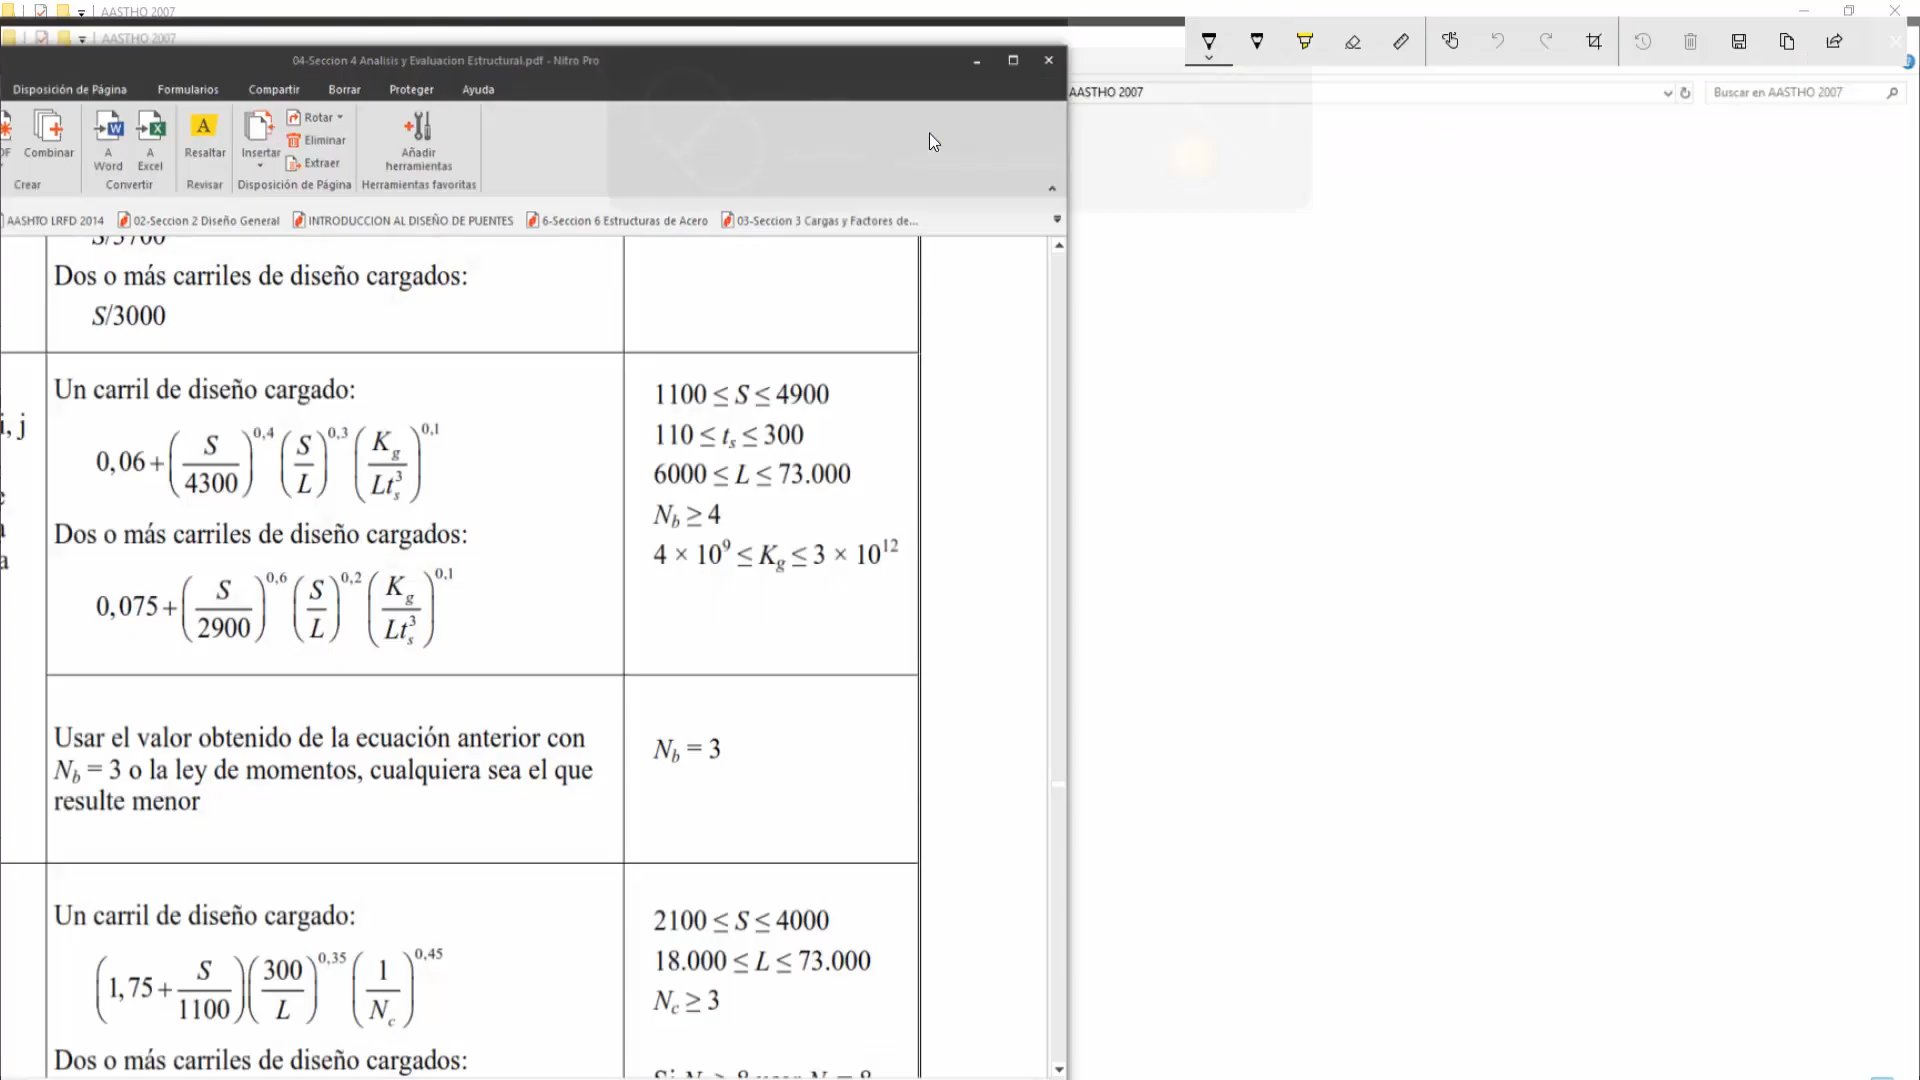 AASTHO 2007
AASTHO 2007
04-Seccion 4 Analisis y Evaluacion Estructural.pdf - Nitro Pro
Disposición de Página Formularios Compartir Borrar Proteger Ayuda
AASTHO 2007
Buscar en AASTHO 2007
Combinar
Crear
A Word
A Excel
Convertir
Resaltar
Revisar
Insertar
Rotar
Eliminar
Extraer
Disposición de Página
Añadir herramientas
Herramientas favoritas
AASHTO LRFD 2014 02-Seccion 2 Diseño General INTRODUCCION AL DISEÑO DE PUENTES 6-Seccion 6 Estructuras de Acero 03-Seccion 3 Cargas y Factores de...
S/3700
Dos o más carriles de diseño cargados:
S/3000
i, j
Un carril de diseño cargado:
0,06+(S/4300)^0,4 (S/L)^0,3 (K_g/Lt_s^3)^0,1
Dos o más carriles de diseño cargados:
0,075+(S/2900)^0,6 (S/L)^0,2 (K_g/Lt_s^3)^0,1
1100 ≤ S ≤ 4900
110 ≤ t_s ≤ 300
6000 ≤ L ≤ 73.000
N_b ≥ 4
4 × 10^9 ≤ K_g ≤ 3 × 10^12
Usar el valor obtenido de la ecuación anterior con
N_b = 3 o la ley de momentos, cualquiera sea el que
resulte menor
N_b = 3
Un carril de diseño cargado:
(1,75+S/1100)(300/L)^0,35 (1/N_c)^0,45
Dos o más carriles de diseño cargados:
2100 ≤ S ≤ 4000
18.000 ≤ L ≤ 73.000
N_c ≥ 3